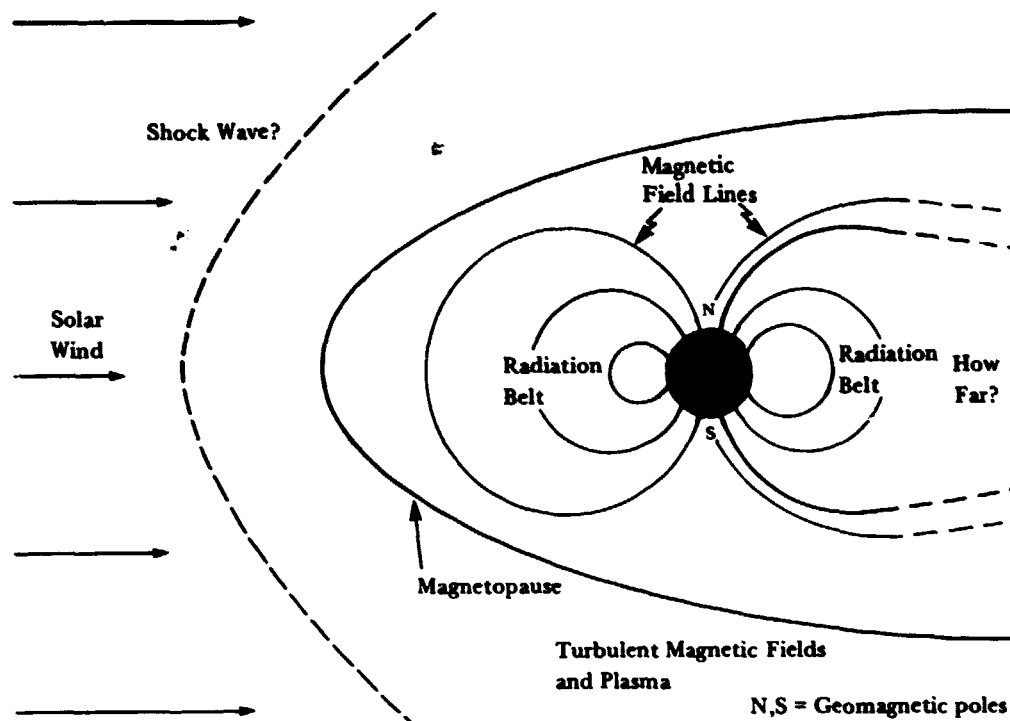 Shock Wave?
Magnetic
Field Lines
N
Solar
Wind
Radiation
Belt
Radiation
Belt
How
Far?
S
Magnetopause
Turbulent Magnetic Fields
and Plasma
N,S = Geomagnetic poles